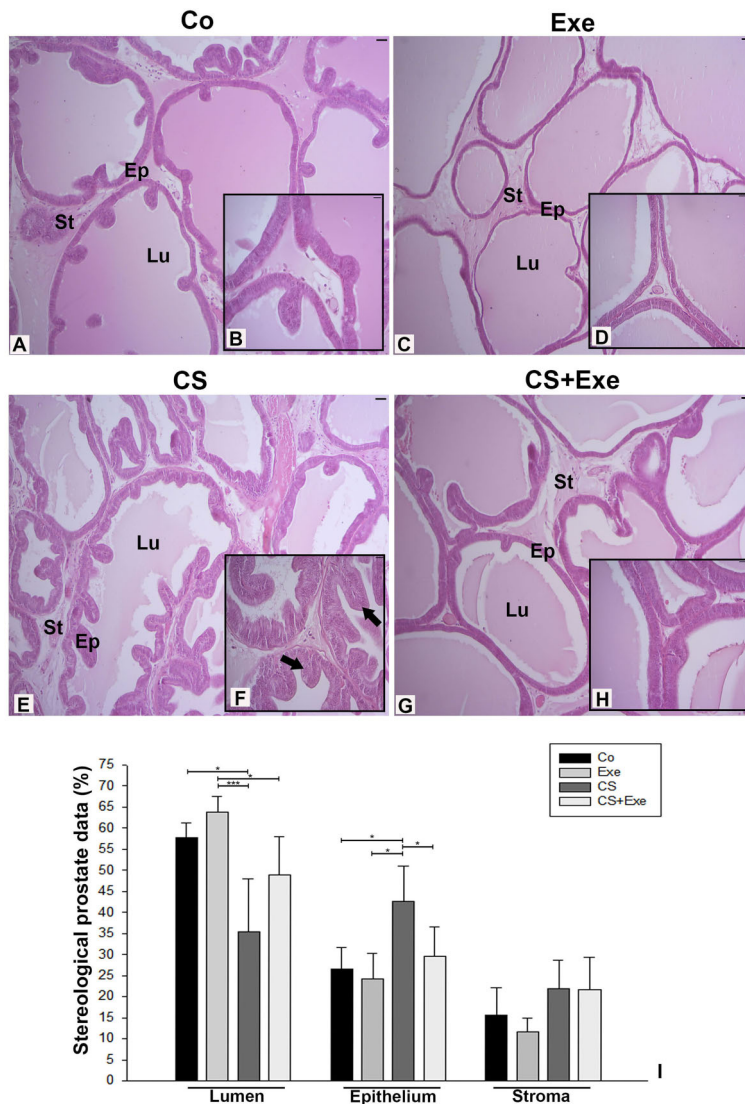 Co
Exe
Ep
St
Lu
A
B
St
Ep
Lu
C
D
CS
CS+Exe
Lu
St
Ep
E
F
St
Ep
Lu
G
H
Stereological prostate data (%)
75
70
65
60
55
50
45
40
35
30
25
20
15
10
5
0
*
*
***
*
*
*
Co
Exe
CS
CS+Exe
Lumen
Epithelium
Stroma
I